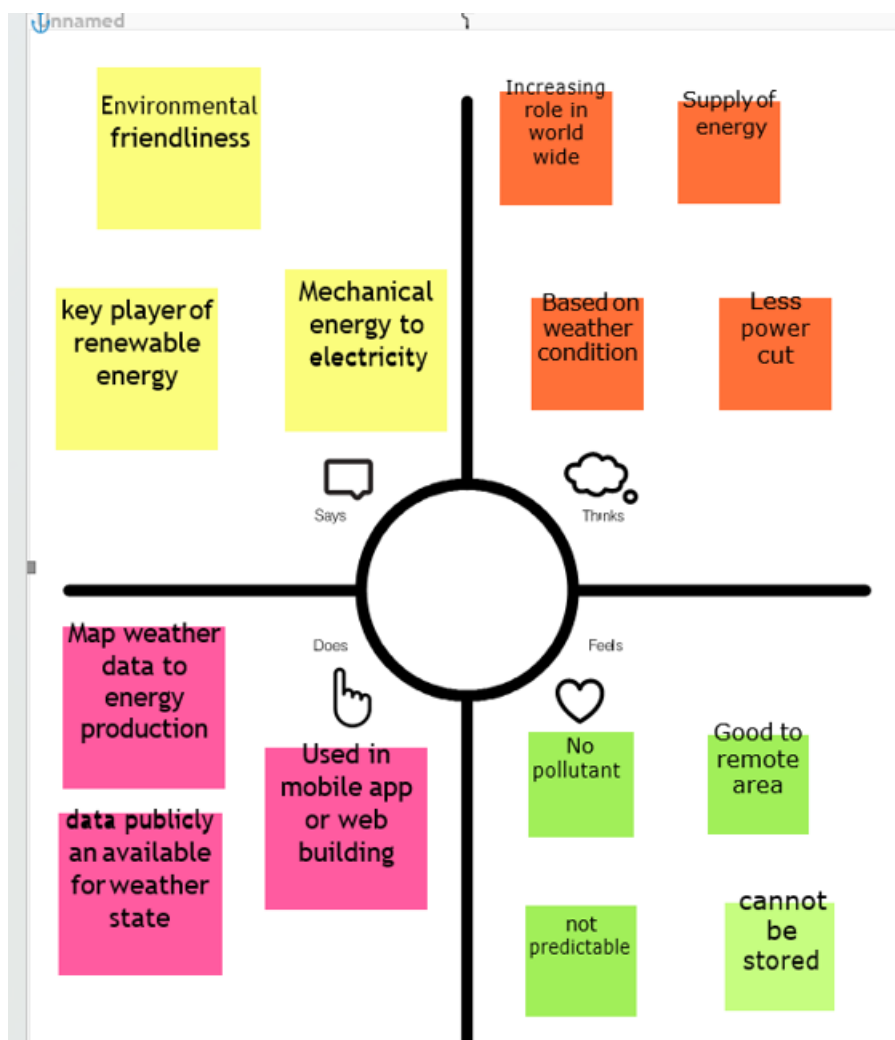 unnamed
Environmental
friendliness
key player of
renewable
energy
Mechanical
energy to
electricity
Says
Increasing
role in
world
wide
Supply of
energy
Based on
weather
condition
Less
power
cut
Thinks
Does
Map weather
data to
energy
production
Used in
mobile app
or web
building
data publicly
an available
for weather
state
Feels
No
pollutant
Good to
remote
area
not
predictable
cannot
be
stored